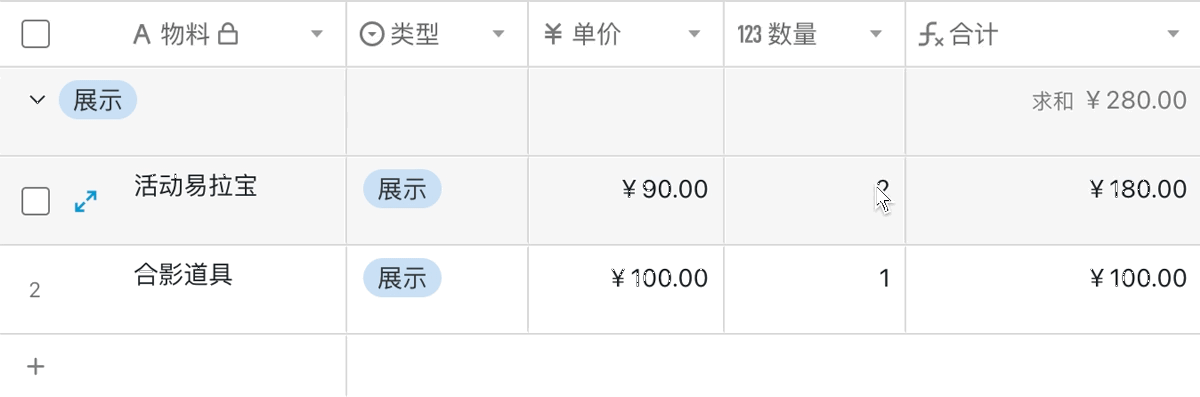 A 物料 类型 ¥ 单价 123 数量 fx 合计
展示 求和 ¥280.00
活动易拉宝 展示 ¥90.00 2 ¥180.00
2 合影道具 展示 ¥100.00 1 ¥100.00
+